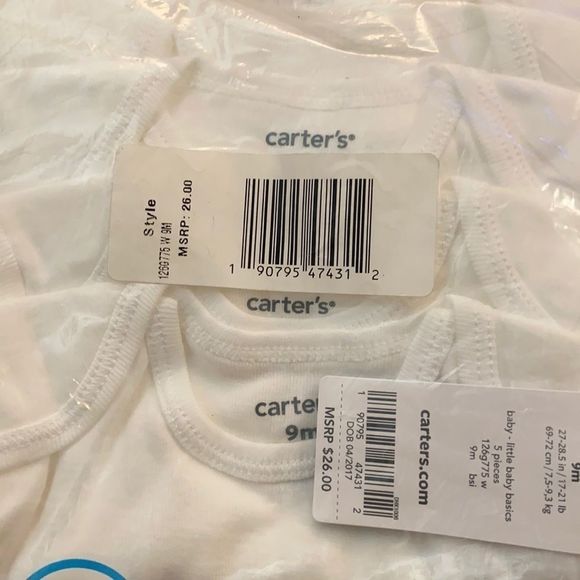 carter's®
Style
126G775 W 9M
MSRP: 26.00
1 90795 47431 2
carter's®
carte
9m
1 90795 47431 2
DOB 04/2017
MSRP $26.00
carters.com
baby - little baby basics
5 pieces
126g775 w
9m bsi
9m
27-28.5 in / 17-21 lb
69-72 cm / 7,5-9,3 kg